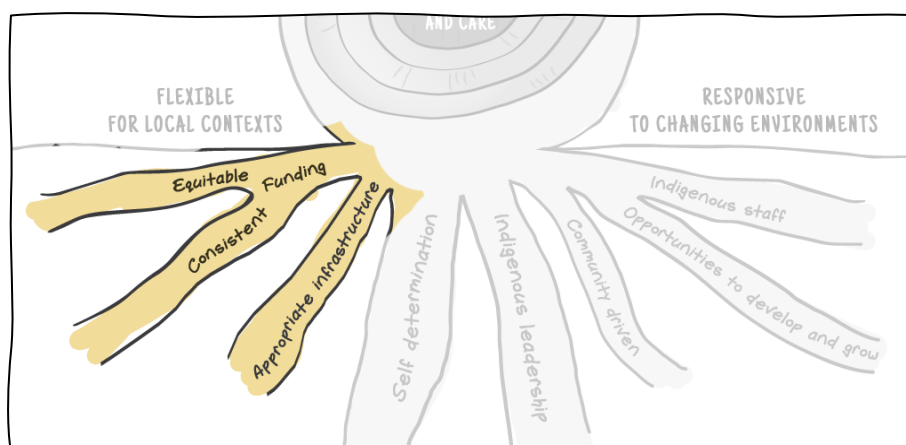 AND CARE
FLEXIBLE
FOR LOCAL CONTEXTS
RESPONSIVE
TO CHANGING ENVIRONMENTS
Equitable
Funding
Consistent
Appropriate infrastructure
Self determination
Indigenous leadership
Community driven
Opportunities to develop and grow
Indigenous staff